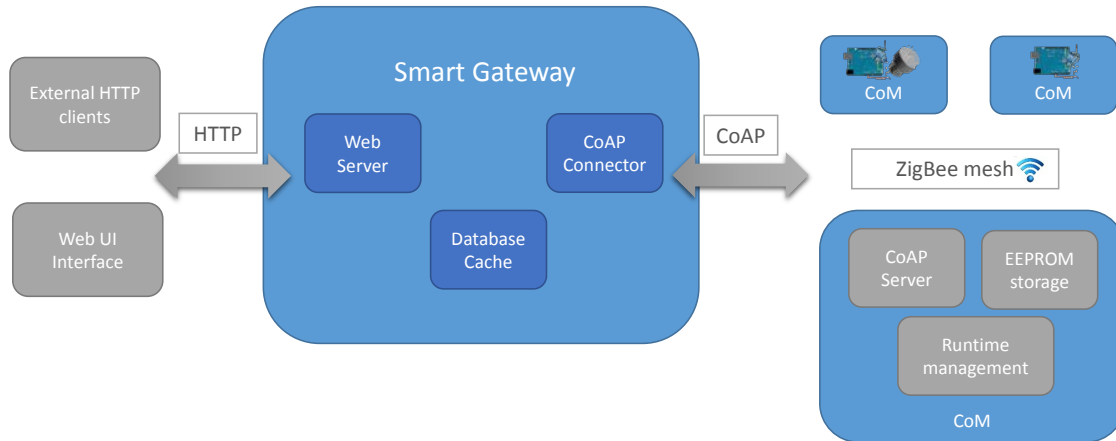 External HTTP
clients
Web UI
Interface
HTTP
Smart Gateway
Web
Server
CoAP
Connector
Database
Cache
CoAP
CoM
CoM
ZigBee mesh
CoAP
Server
EEPROM
storage
Runtime
management
CoM